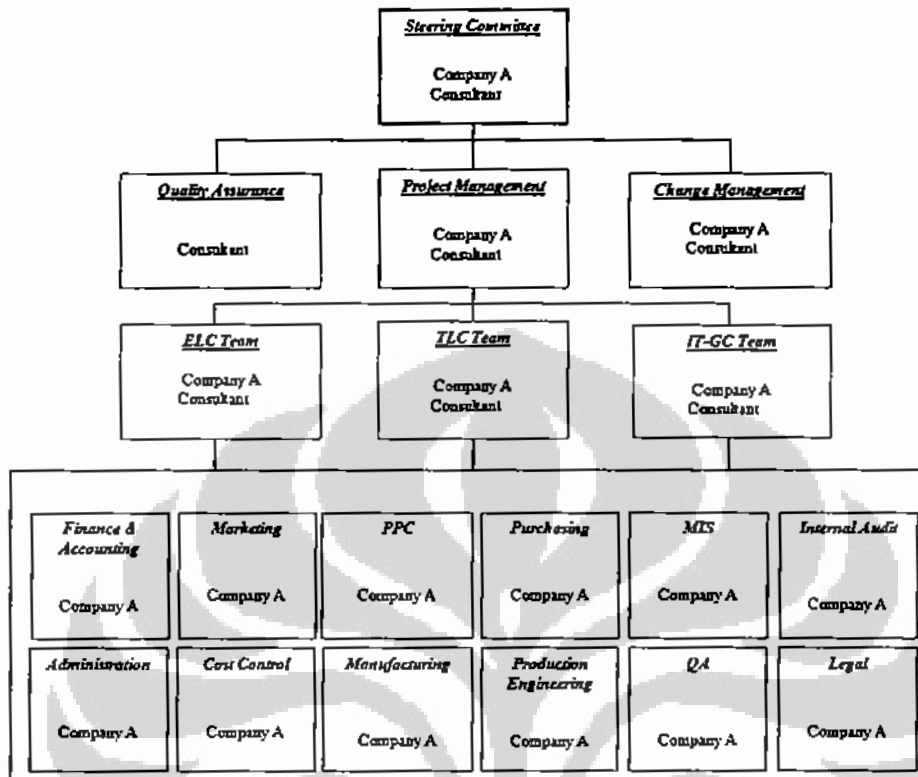 Steering Committee
Company A
Consultant
Quality Assurance
Consultant
Project Management
Company A
Consultant
Change Management
Company A
Consultant
ELC Team
Company A
Consultant
TLC Team
Company A
Consultant
IT-GC Team
Company A
Consultant
Finance &
Accounting
Company A
Marketing
Company A
PPC
Company A
Purchasing
Company A
MIS
Company A
Internal Audit
Company A
Administration
Company A
Cost Control
Company A
Manufacturing
Company A
Production
Engineering
Company A
QA
Company A
Legal
Company A